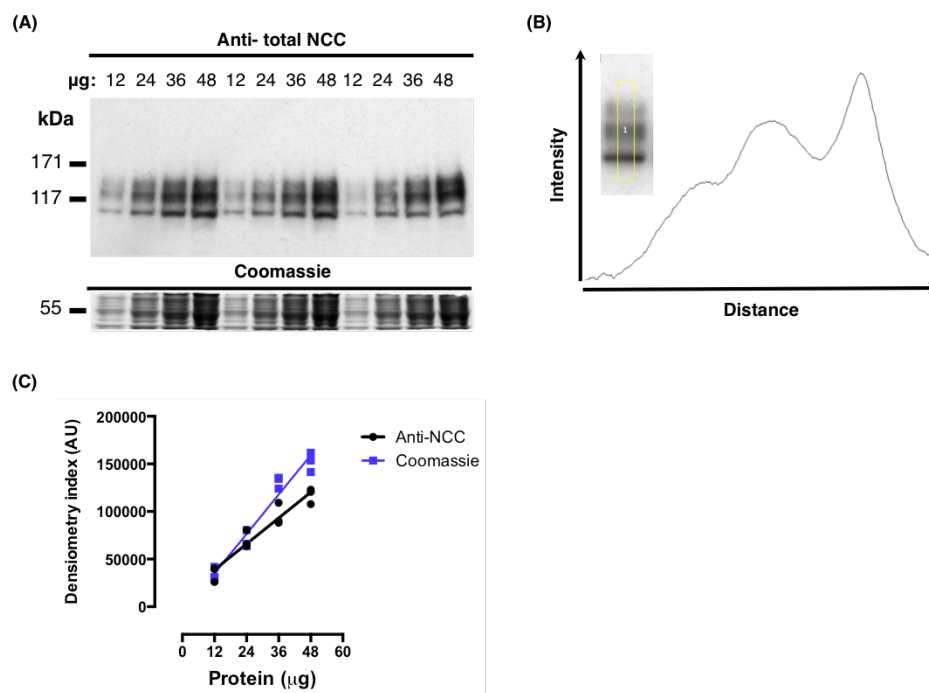 (A)
Anti- total NCC
µg: 12 24 36 48 12 24 36 48 12 24 36 48
kDa
171
117
Coomassie
55
(B)
1
Intensity
Distance
(C)
200000
150000
100000
50000
0
Densiometry index (AU)
Anti-NCC
Coomassie
0 12 24 36 48 60
Protein (µg)